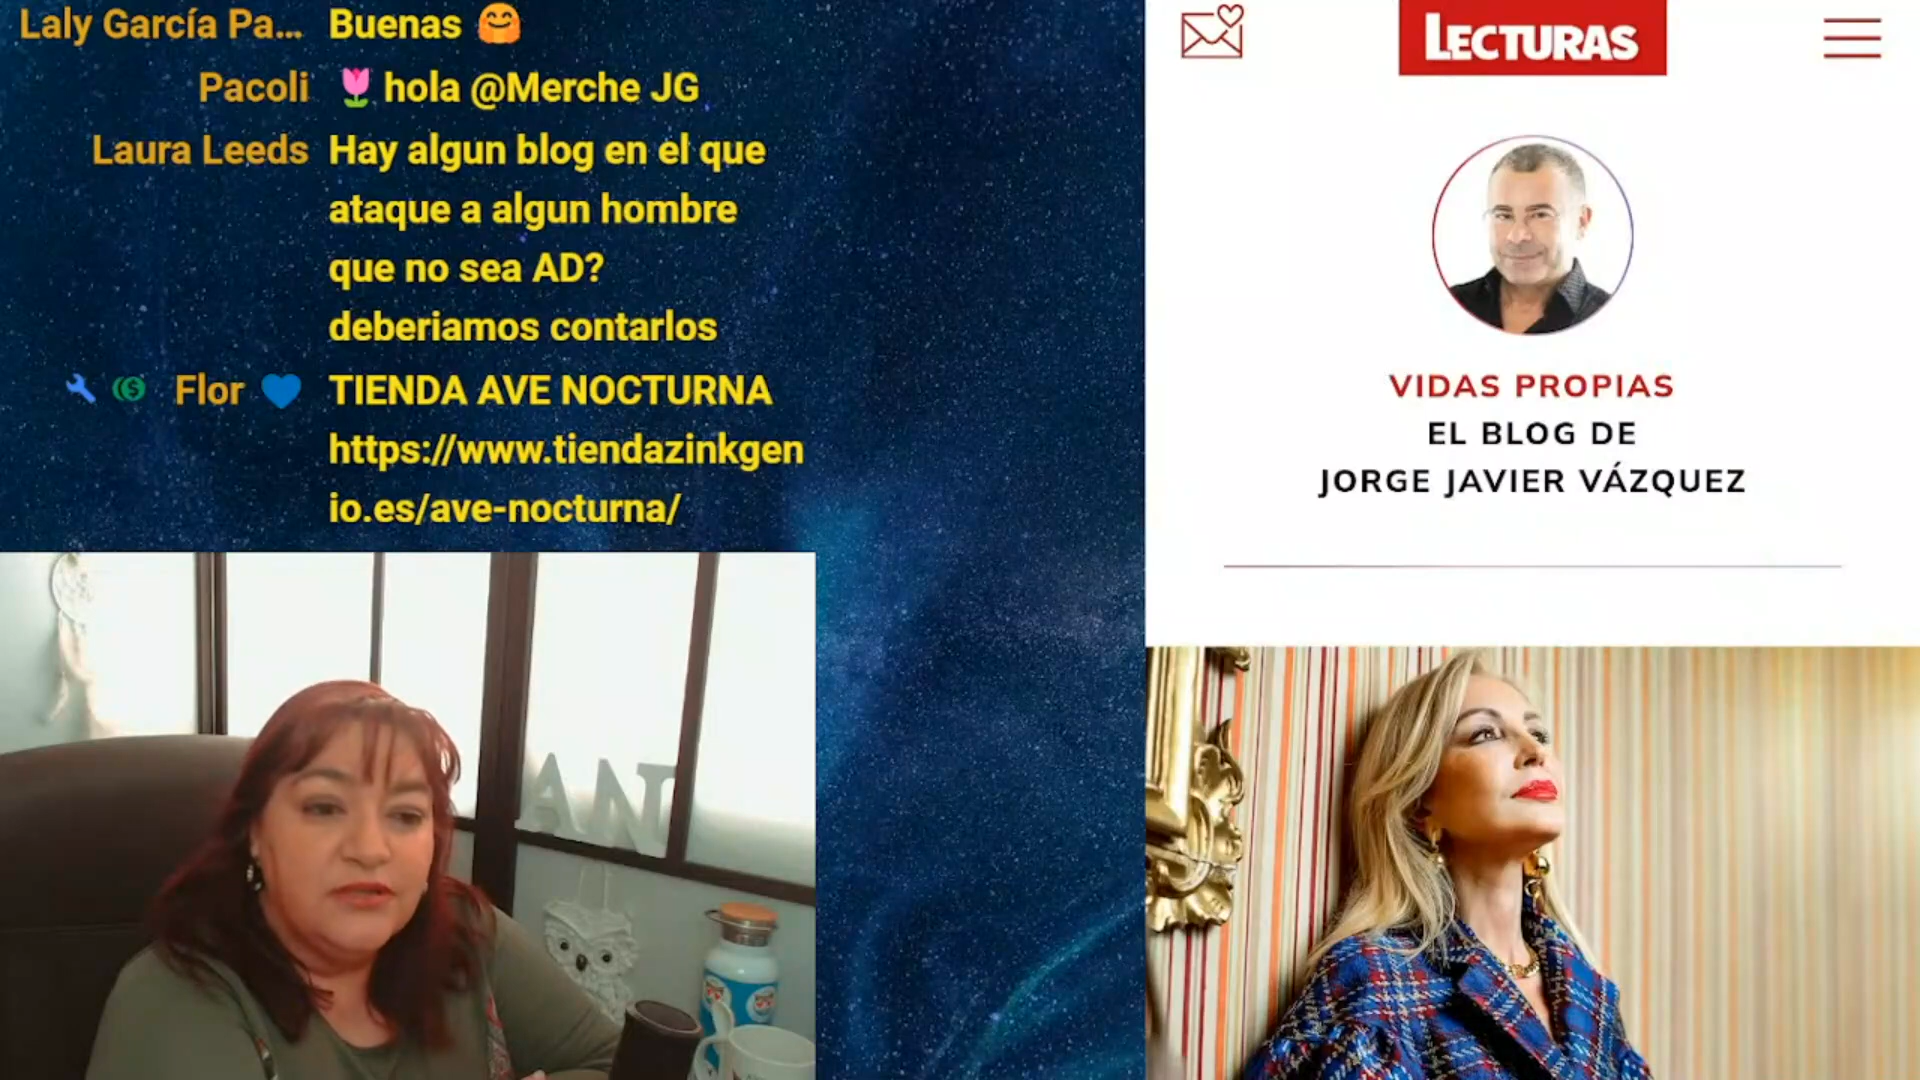 Laly García Pa... Buenas 🤗
Pacoli 🌷 hola @Merche JG
Laura Leeds Hay algun blog en el que
ataque a algun hombre
que no sea AD?
deberiamos contarlos
Flor 💙 TIENDA AVE NOCTURNA
https://www.tiendazinkgen
io.es/ave-nocturna/
AN
LECTURAS
VIDAS PROPIAS
EL BLOG DE
JORGE JAVIER VÁZQUEZ